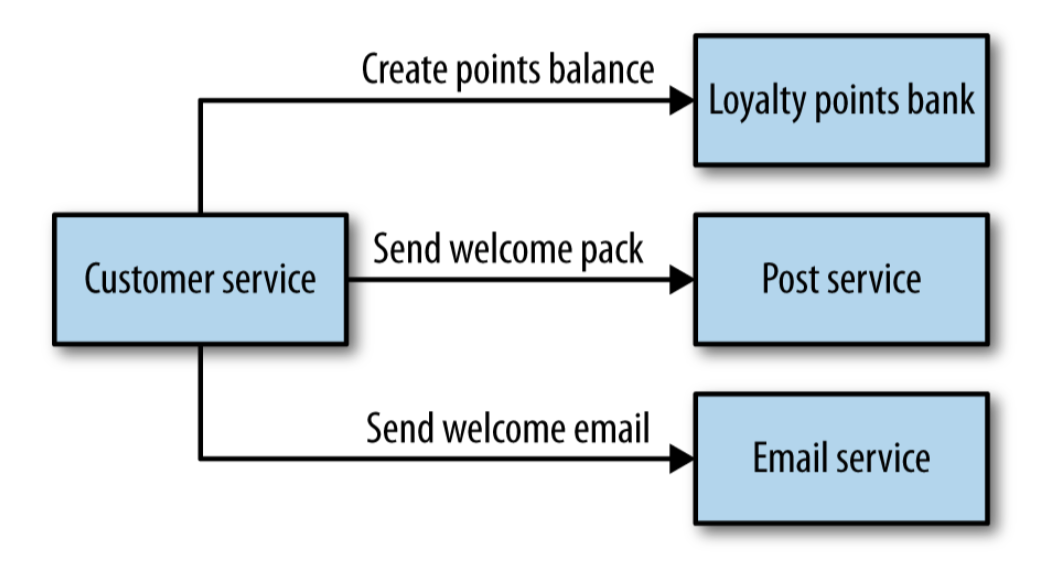 Create points balance
Loyalty points bank
Customer service
Send welcome pack
Post service
Send welcome email
Email service